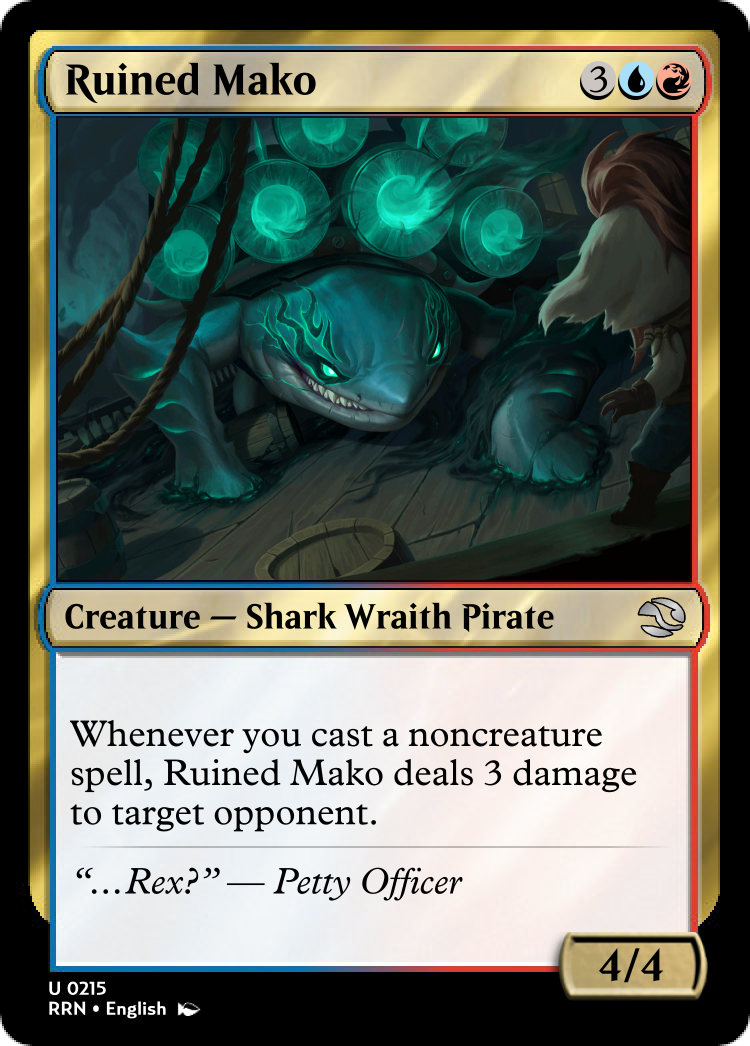 Ruined Mako 3
Creature — Shark Wraith Pirate
Whenever you cast a noncreature
spell, Ruined Mako deals 3 damage
to target opponent.
“…Rex?” — Petty Officer
4/4
U 0215
RRN • English